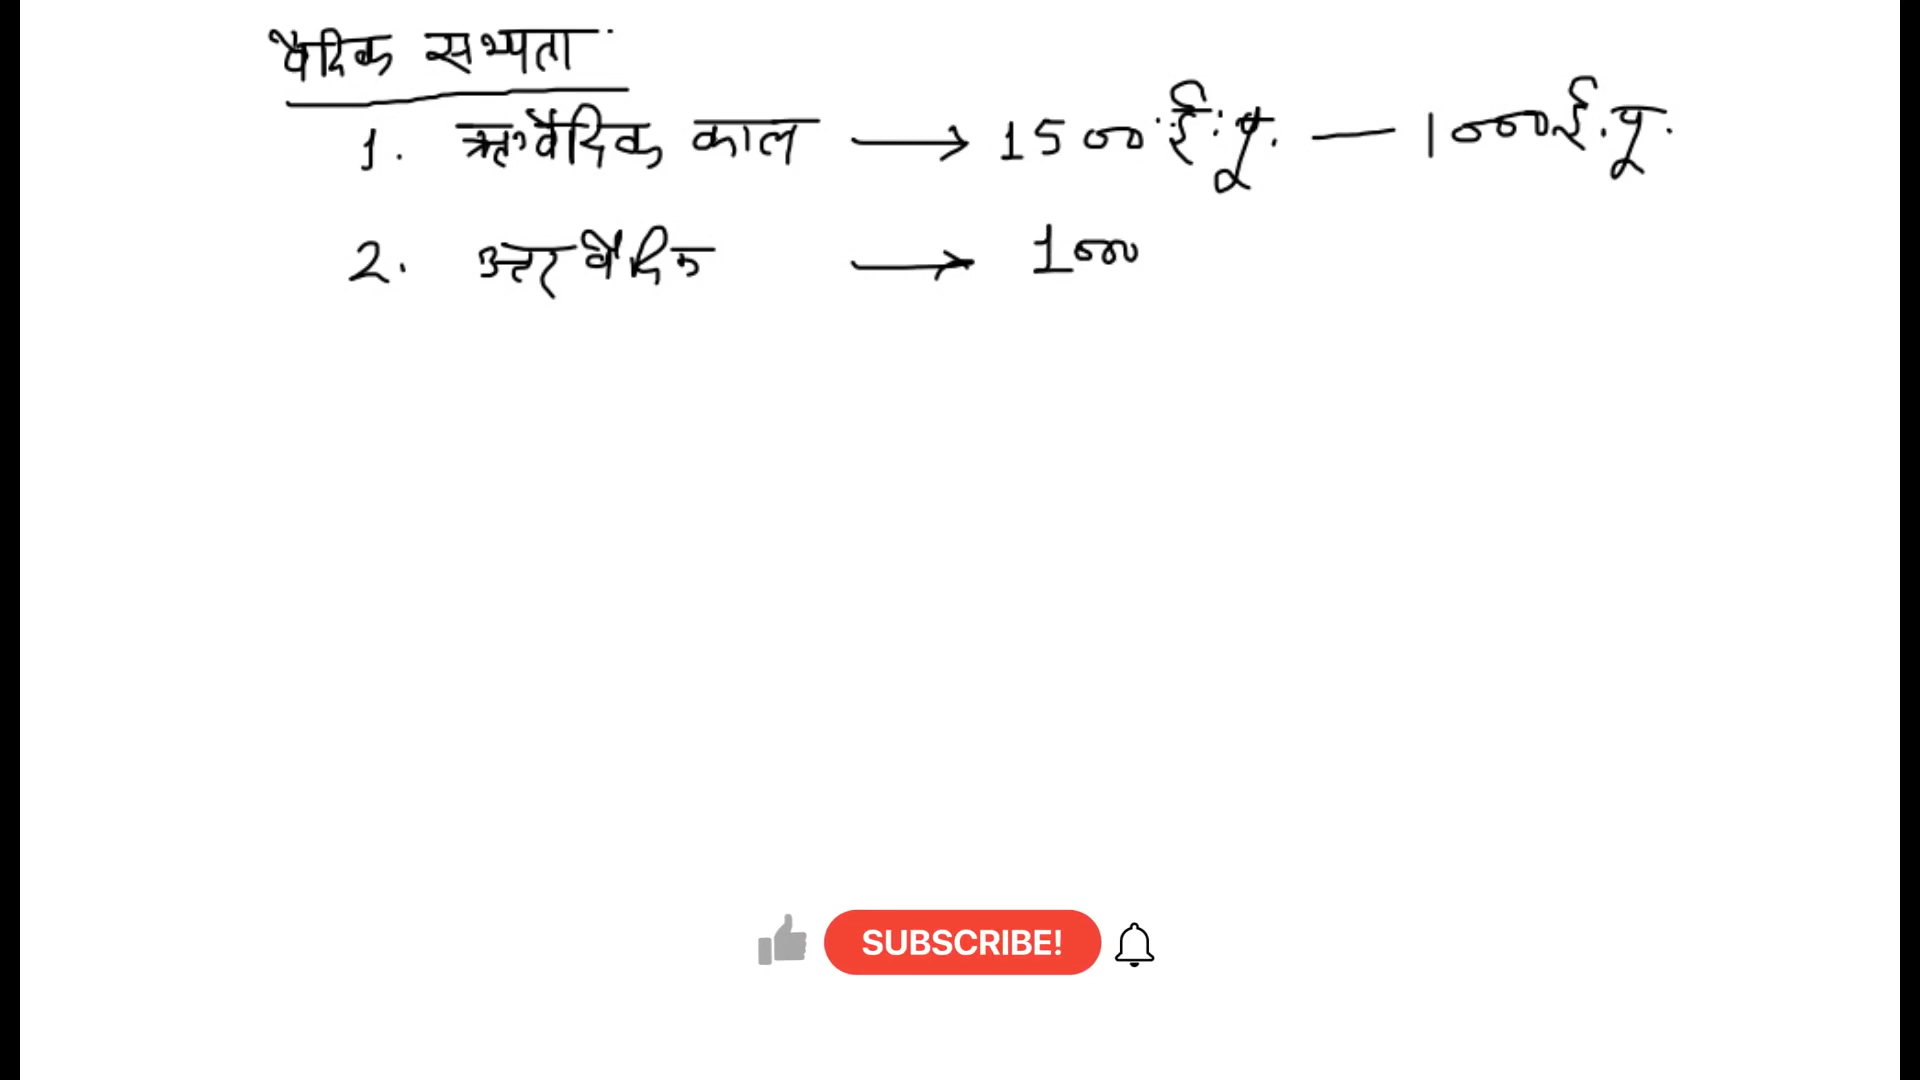 वैदिक सभ्यता
1. ऋग्वैदिक काल → 1500 ई.पू. — 1000 ई.पू.
2. उत्तर वैदिक → 1000
SUBSCRIBE!